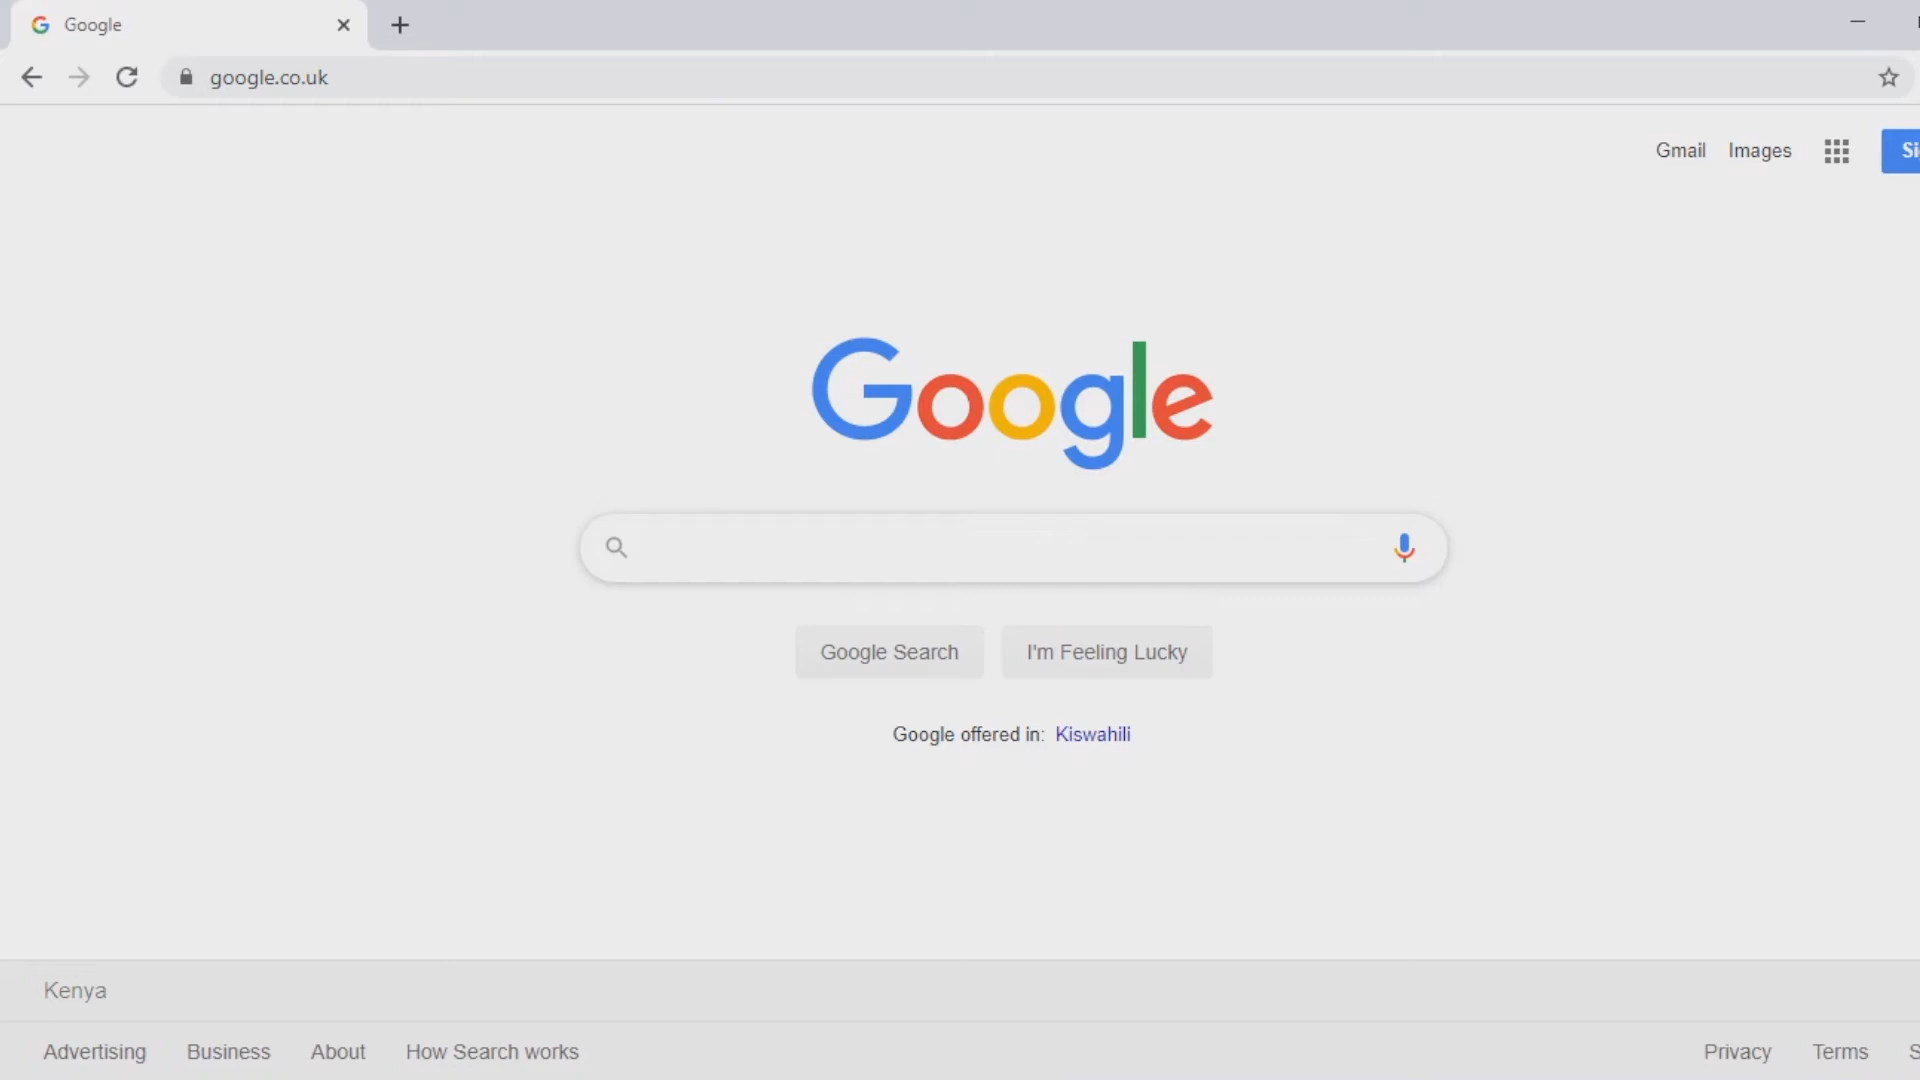 Google
google.co.uk
Gmail Images
Google
Google Search I'm Feeling Lucky
Google offered in: Kiswahili
Kenya
Advertising Business About How Search works Privacy Terms